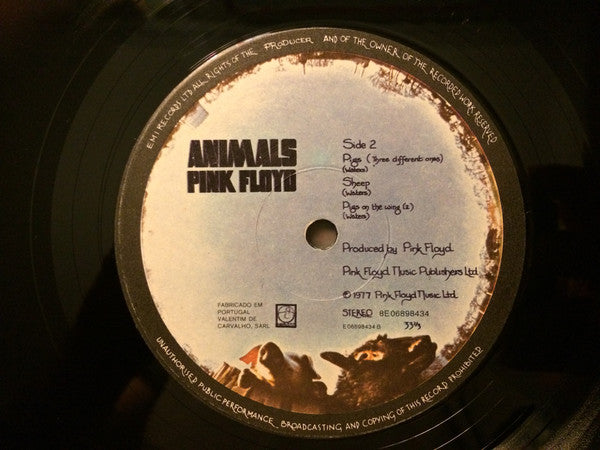 EMI RECORDS LTD. ALL RIGHTS OF THE PRODUCER AND OF THE OWNER OF THE RECORDED WORK RESERVED
ANIMALS
PINK FLOYD
Side 2
Pigs (Three different ones)
(Waters)
Sheep
(Waters)
Pigs on the wing (2)
(Waters)
Produced by Pink Floyd
Pink Floyd Music Publishers Ltd.
© 1977 Pink Floyd Music Ltd.
FABRICADO EM
PORTUGAL
VALENTIM DE
CARVALHO, SARL
STEREO 8E 06898434
E 06898434 B 33⅓
UNAUTHORISED PUBLIC PERFORMANCE BROADCASTING AND COPYING OF THIS RECORD PROHIBITED